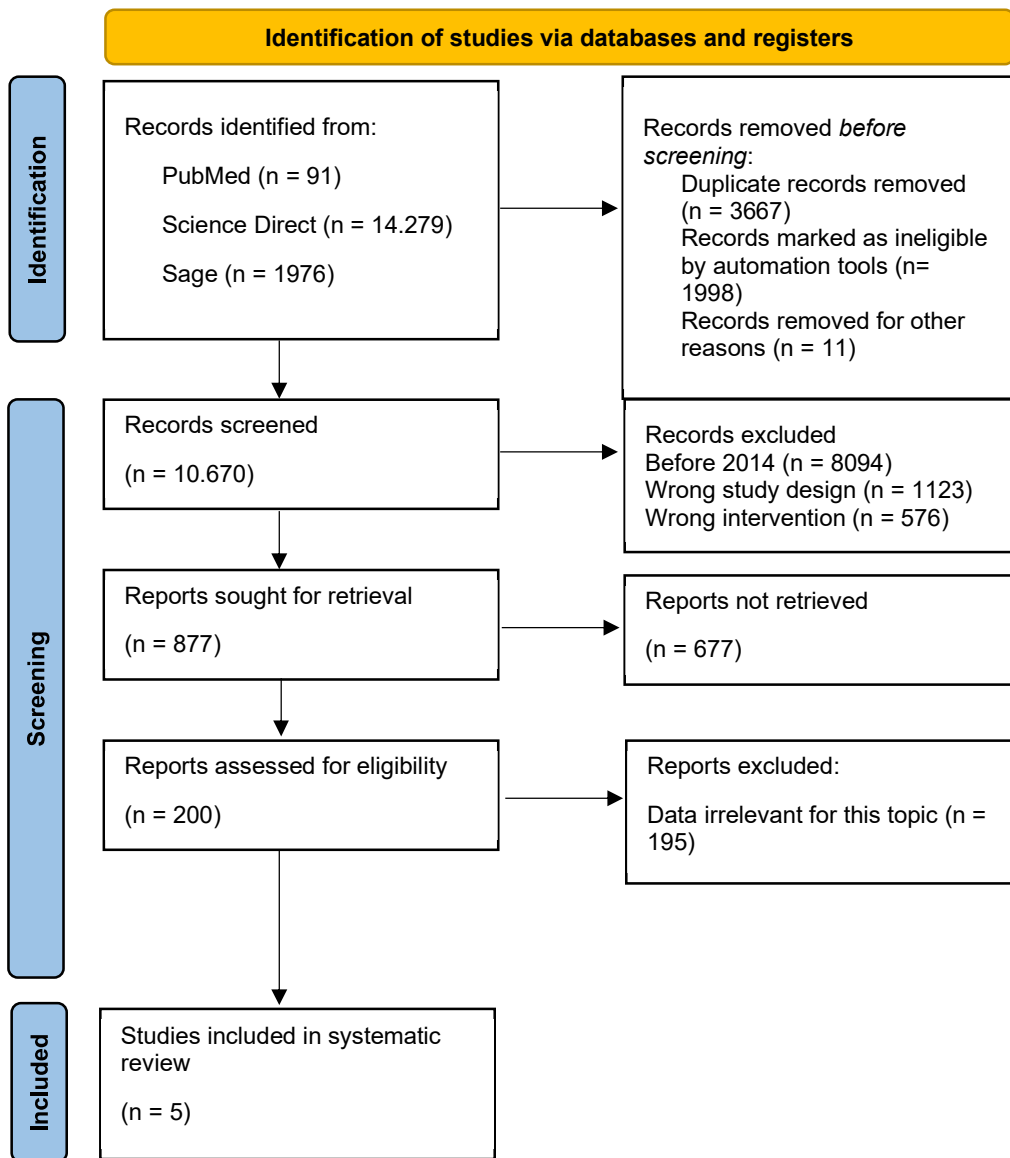 Identification of studies via databases and registers
Identification
Records identified from:
PubMed (n = 91)
Science Direct (n = 14.279)
Sage (n = 1976)
Records removed before
screening:
Duplicate records removed
(n = 3667)
Records marked as ineligible
by automation tools (n=
1998)
Records removed for other
reasons (n = 11)
Screening
Records screened
(n = 10.670)
Records excluded
Before 2014 (n = 8094)
Wrong study design (n = 1123)
Wrong intervention (n = 576)
Reports sought for retrieval
(n = 877)
Reports not retrieved
(n = 677)
Reports assessed for eligibility
(n = 200)
Reports excluded:
Data irrelevant for this topic (n =
195)
Included
Studies included in systematic
review
(n = 5)